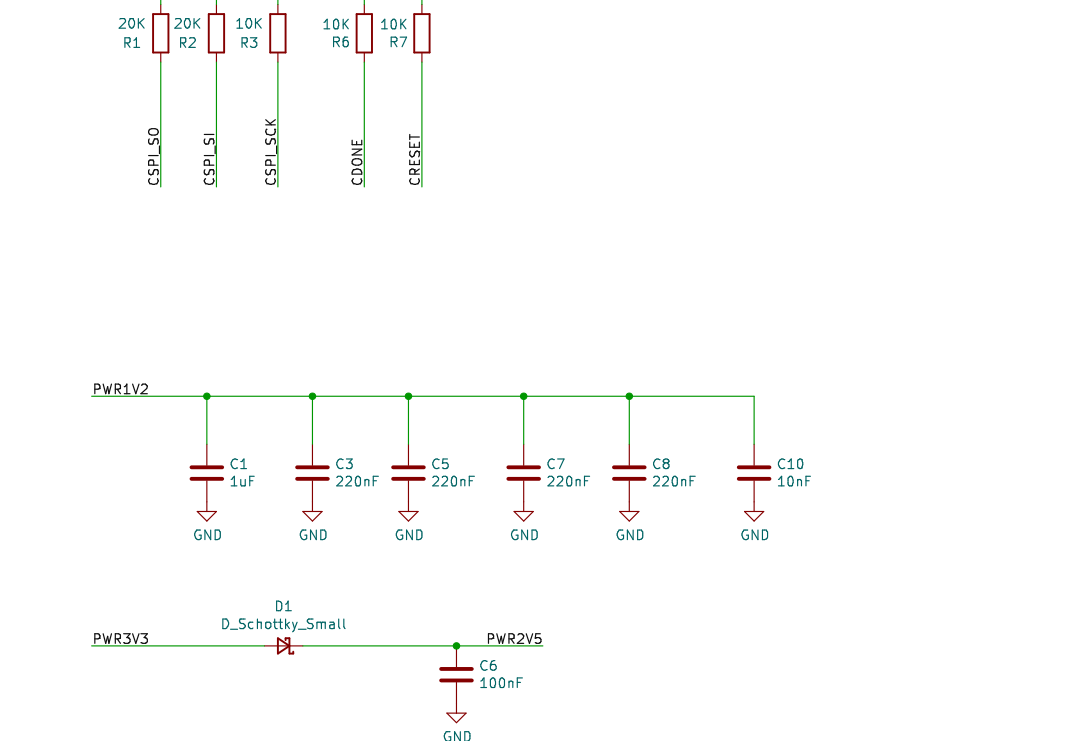 20K 20K 10K 10K 10K
R1 R2 R3 R6 R7
CSPI_SO
CSPI_SI
CSPI_SCK
CDONE
CRESET
PWR1V2
C1 C3 C5 C7 C8 C10
1uF 220nF 220nF 220nF 220nF 10nF
GND GND GND GND GND GND
D1
D_Schottky_Small
PWR3V3 PWR2V5
C6
100nF
GND